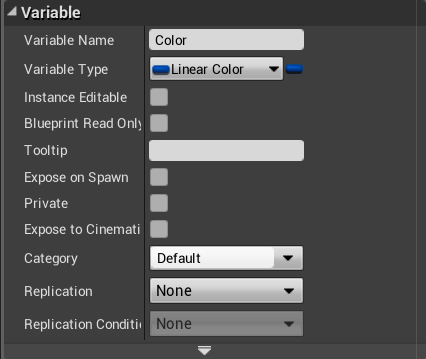 Variable
Variable Name Color
Variable Type Linear Color
Instance Editable
Blueprint Read Only
Tooltip
Expose on Spawn
Private
Expose to Cinemati
Category Default
Replication None
Replication Conditio None